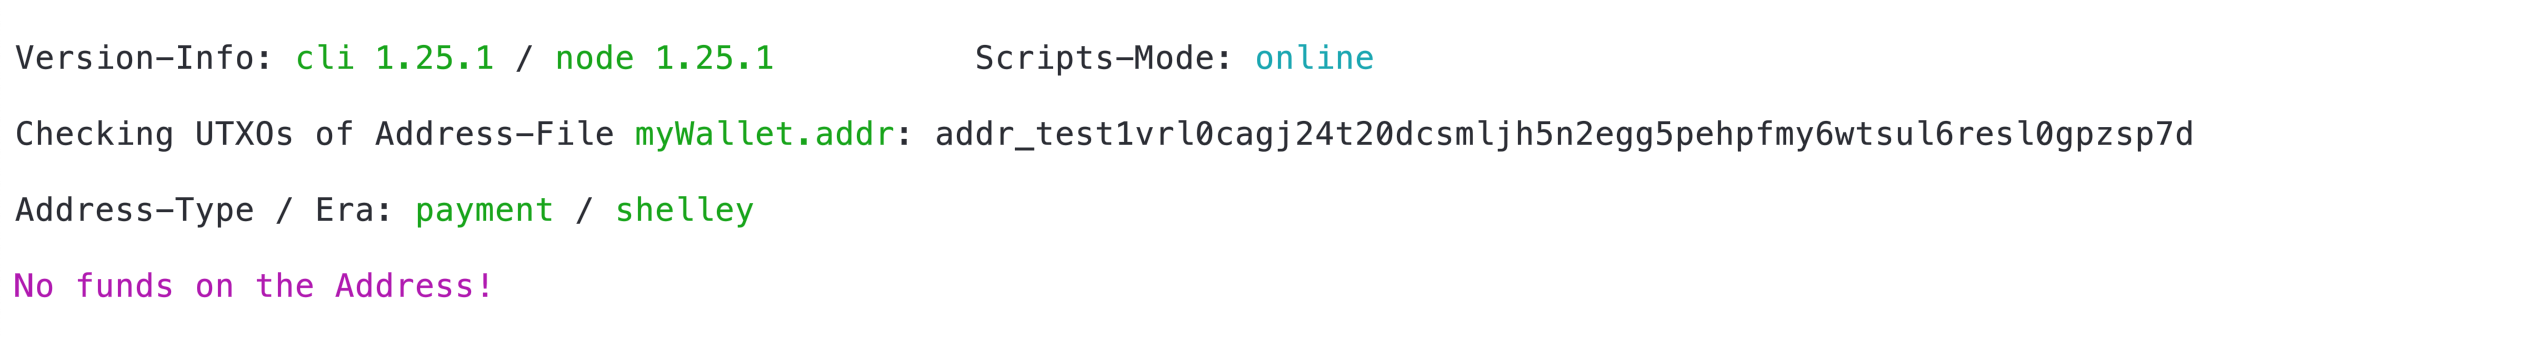 Version-Info: cli 1.25.1 / node 1.25.1 Scripts-Mode: online
Checking UTXOs of Address-File myWallet.addr: addr_test1vrl0cagj24t20dcsmljh5n2egg5pehpfmy6wtsul6resl0gpzsp7d
Address-Type / Era: payment / shelley
No funds on the Address!